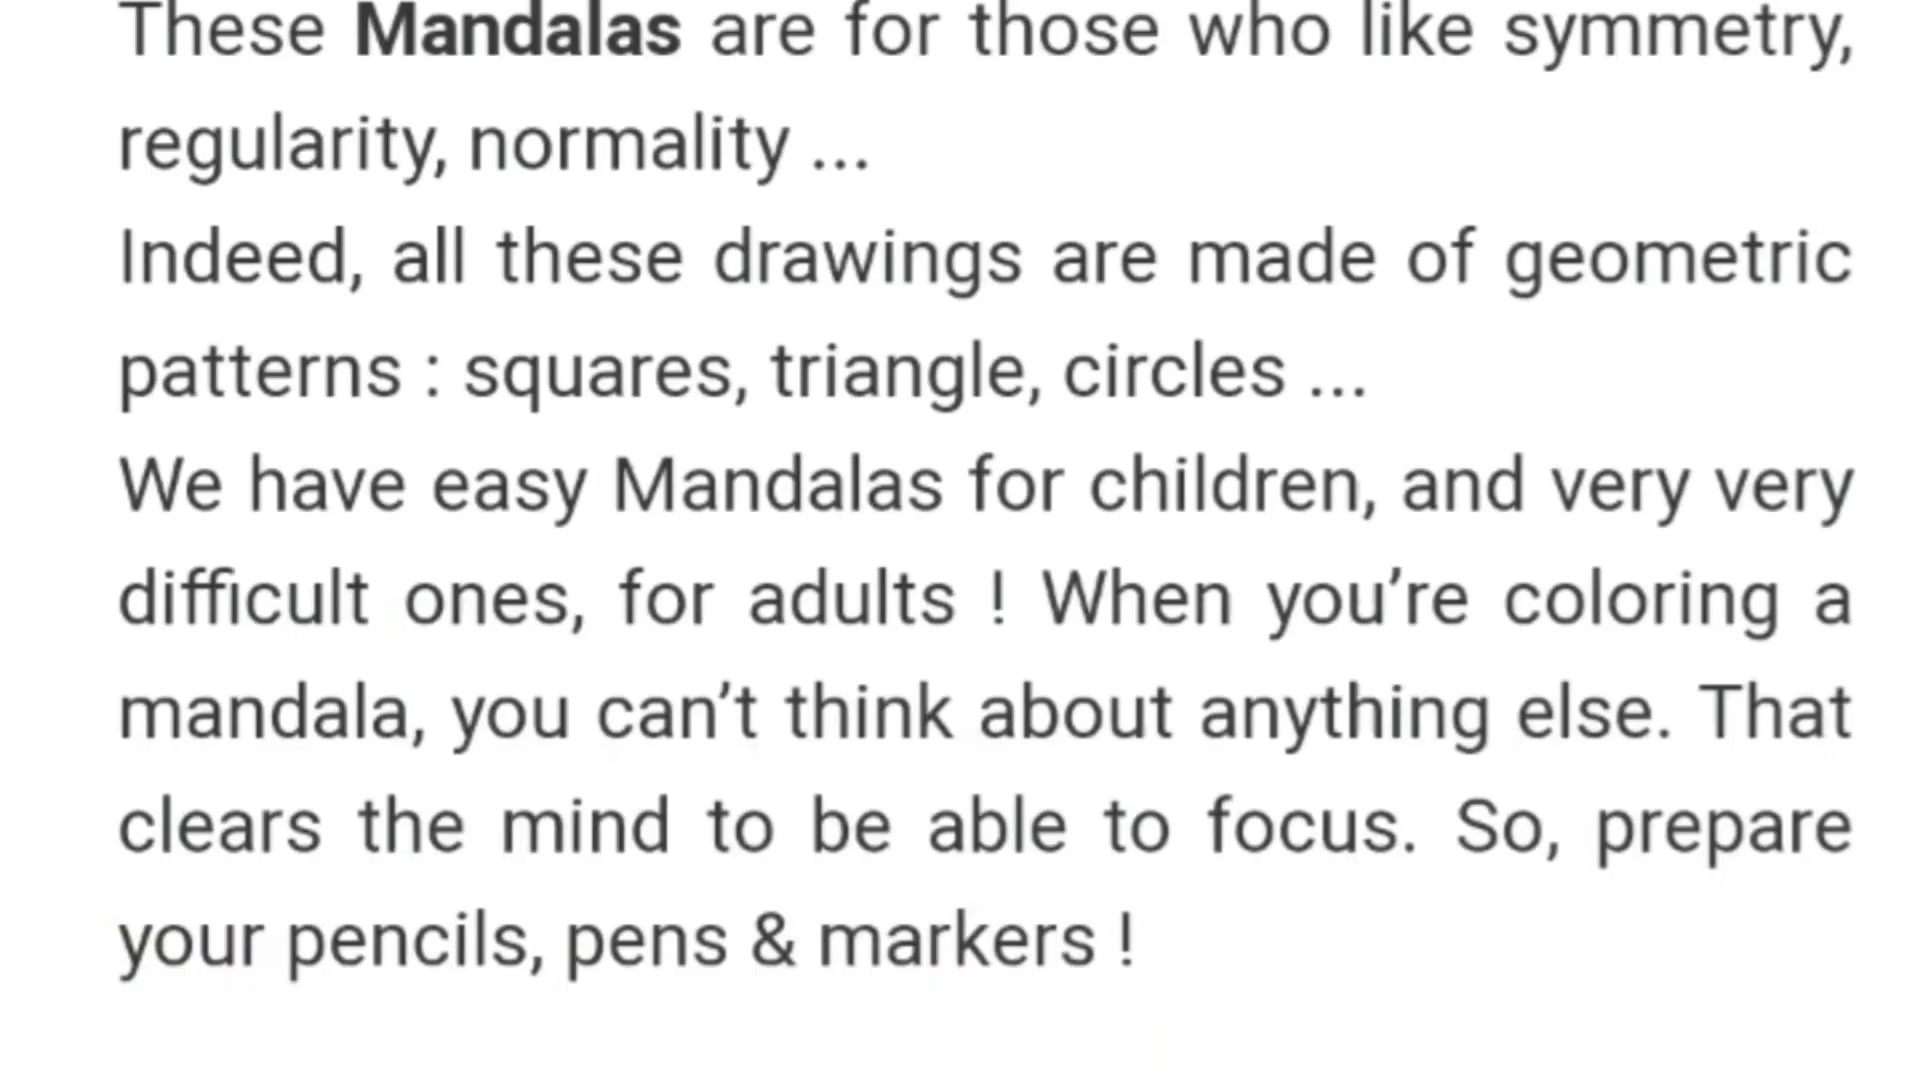 These Mandalas are for those who like symmetry,
regularity, normality ...
Indeed, all these drawings are made of geometric
patterns : squares, triangle, circles ...
We have easy Mandalas for children, and very very
difficult ones, for adults ! When you’re coloring a
mandala, you can’t think about anything else. That
clears the mind to be able to focus. So, prepare
your pencils, pens & markers !